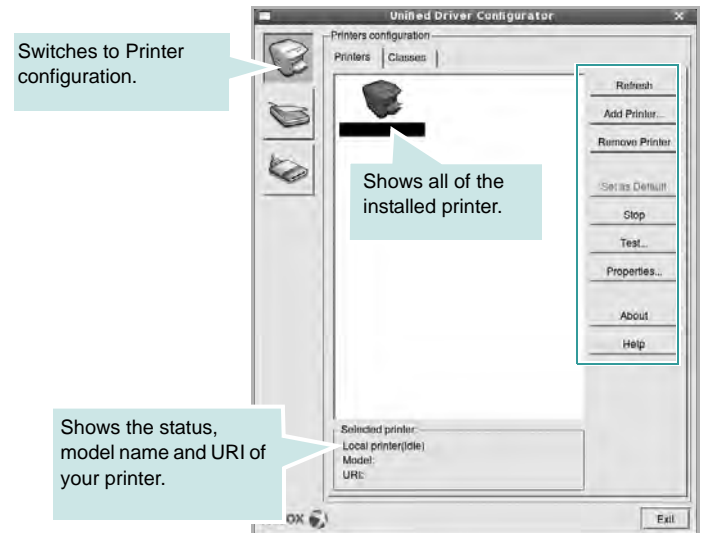 Unified Driver Configurator
Switches to Printer
configuration.
Printers configuration
Printers
Classes
Refresh
Add Printer...
Remove Printer
Set as Default
Stop
Test...
Properties...
About
Help
Shows all of the
installed printer.
Shows the status,
model name and URI of
your printer.
Selected printer:
Local printer(idle)
Model:
URI:
OX
Exit